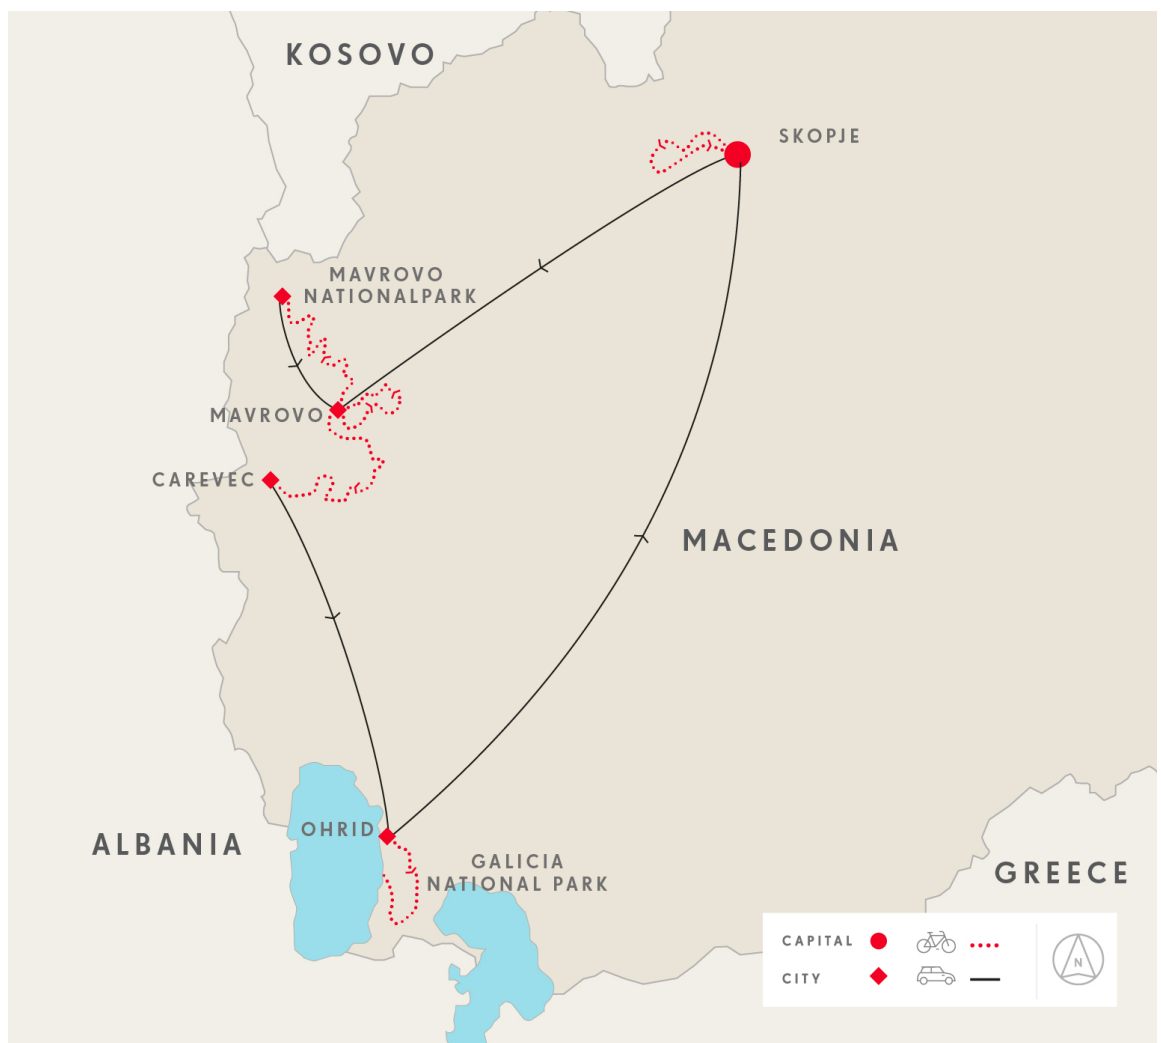 KOSOVO
SKOPJE
MAVROVO
NATIONALPARK
MAVROVO
CAREVEC
MACEDONIA
OHRID
ALBANIA
GALICIA
NATIONAL PARK
GREECE
CAPITAL
CITY
N